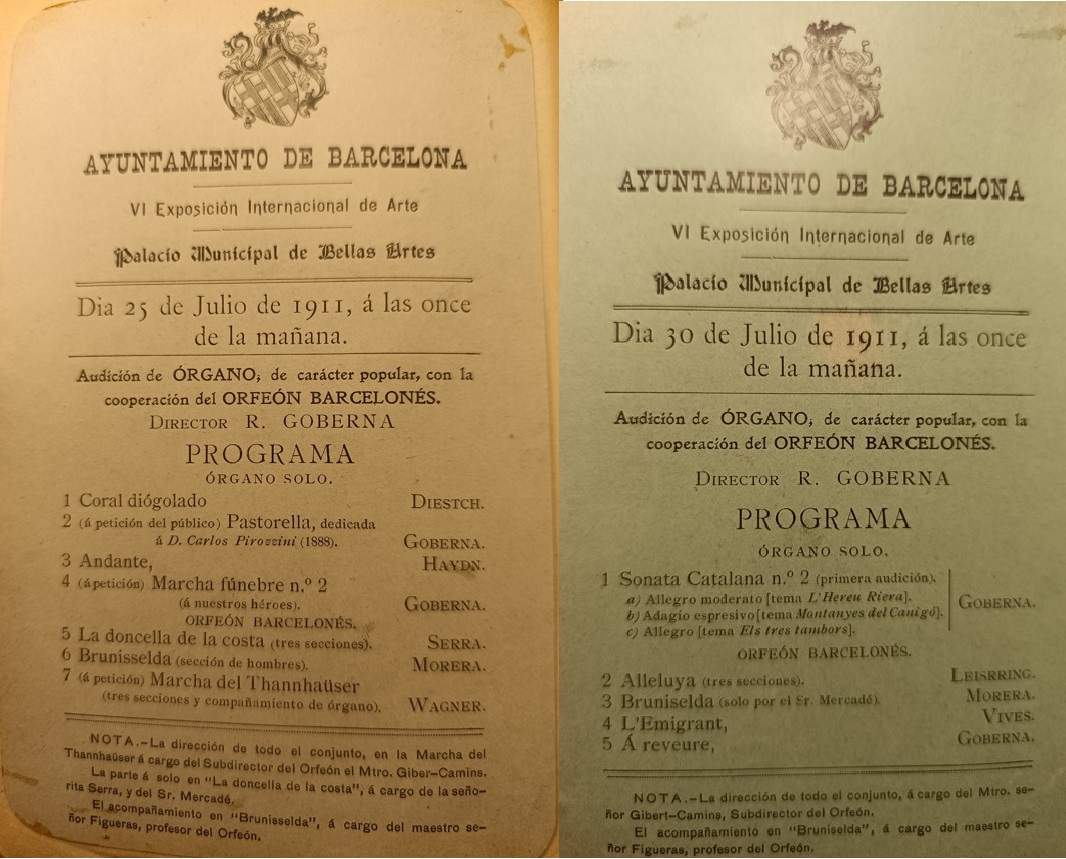 AYUNTAMIENTO DE BARCELONA
VI Exposición Internacional de Arte
Palacio Municipal de Bellas Artes
Dia 25 de Julio de 1911, á las once
de la mañana.
Audición de ÓRGANO, de carácter popular, con la
cooperación del ORFEÓN BARCELONÉS.
DIRECTOR R. GOBERNA
PROGRAMA
ÓRGANO SOLO.
1 Coral diógolado DIESTCH.
2 (á petición del público) Pastorella, dedicada
á D. Carlos Pirozzini (1888). GOBERNA.
3 Andante, HAYDN.
4 (á petición) Marcha fúnebre n.º 2
(á nuestros héroes). GOBERNA.
ORFEÓN BARCELONÉS.
5 La doncella de la costa (tres secciones). SERRA.
6 Brunisselda (sección de hombres). MORERA.
7 (á petición) Marcha del Thannhaüser
(tres secciones y compañamiento de órgano). WAGNER.
NOTA.-La dirección de todo el conjunto, en la Marcha del
Thannhaüser á cargo del Subdirector del Orfeón el Mtro. Giber-Camins.
La parte á solo en "La doncella de la costa", á cargo de la seño-
rita Serra, y del Sr. Mercadé.
El acompañamiento en "Brunisselda", á cargo del maestro se-
ñor Figueras, profesor del Orfeón.
AYUNTAMIENTO DE BARCELONA
VI Exposición Internacional de Arte
Palacio Municipal de Bellas Artes
Dia 30 de Julio de 1911, á las once
de la mañana.
Audición de ÓRGANO, de carácter popular, con la
cooperación del ORFEÓN BARCELONÉS.
DIRECTOR R. GOBERNA
PROGRAMA
ÓRGANO SOLO.
1 Sonata Catalana n.º 2 (primera audición).
a) Allegro moderato [tema L'Hereu Riera]. GOBERNA.
b) Adagio espresivo [tema Montanyes del Canigó].
c) Allegro [tema Els tres tambors].
ORFEÓN BARCELONÉS.
2 Alleluya (tres secciones). LEISRRING.
3 Bruniselda (solo por el Sr. Mercadé). MORERA.
4 L'Emigrant, VIVES.
5 Á reveure, GOBERNA.
NOTA.-La dirección de todo el conjunto, á cargo del Mtro. se-
ñor Gibert-Camins, Subdirector del Orfeón.
El acompañamiento en "Bruniselda", á cargo del maestro se-
ñor Figueras, profesor del Orfeón.